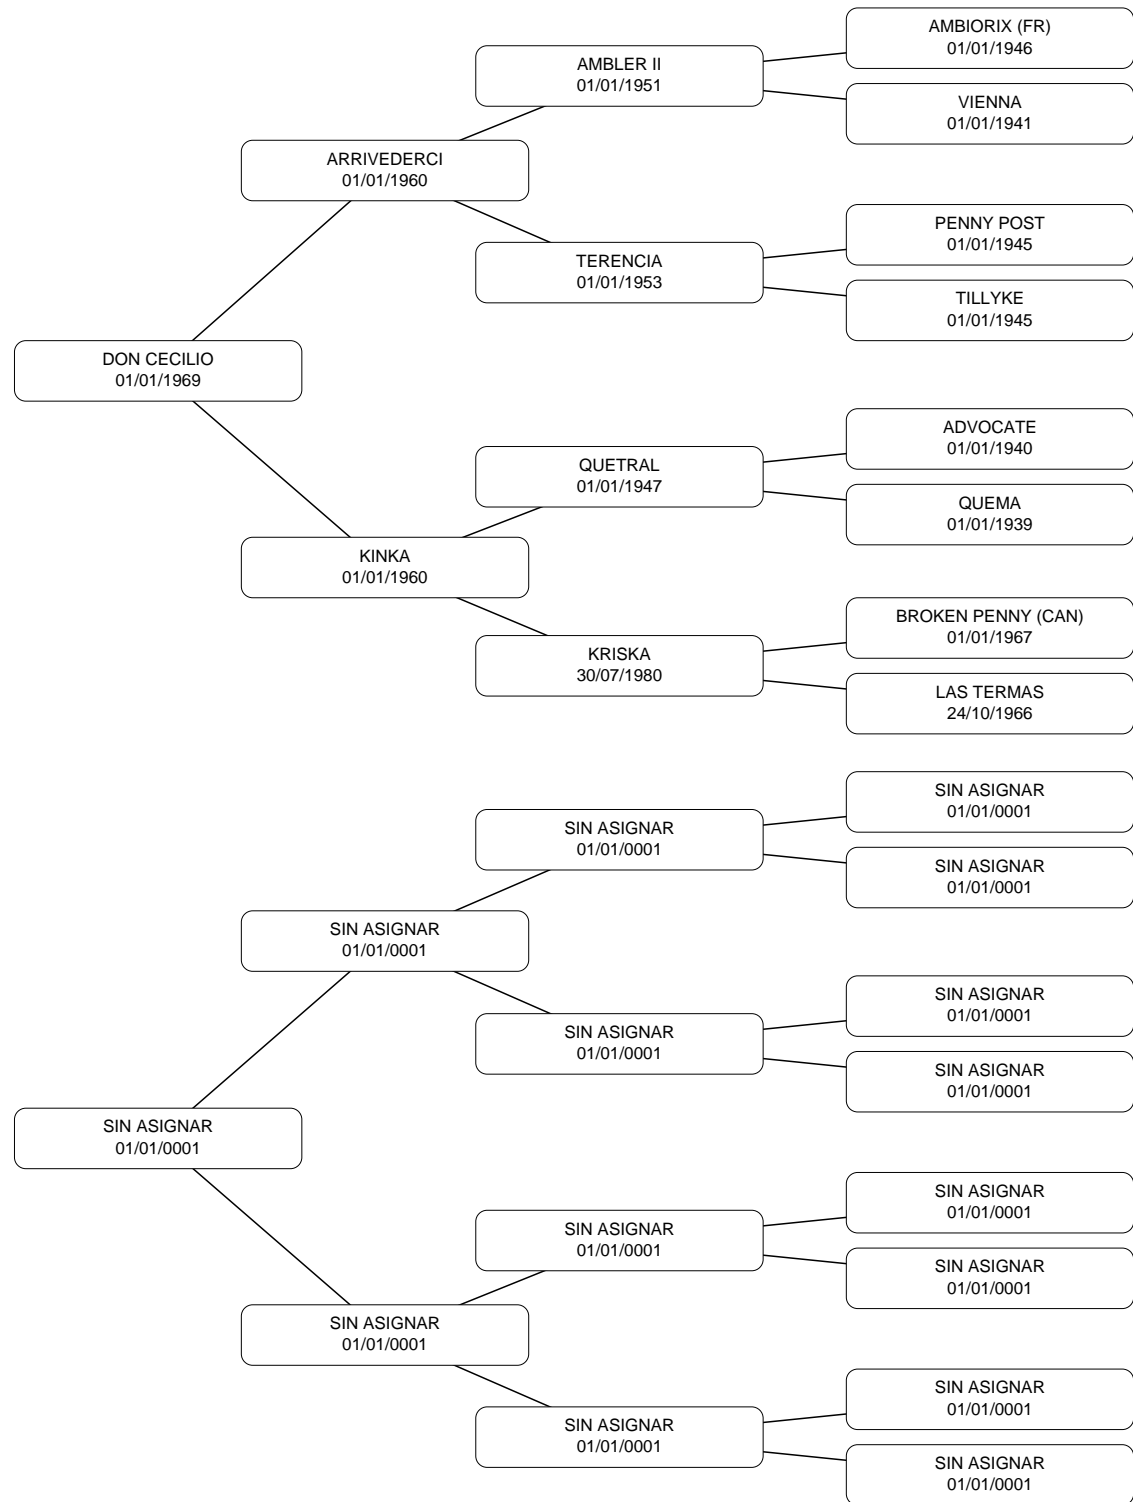 AMBIORIX (FR)
01/01/1946
AMBLER II
01/01/1951
VIENNA
01/01/1941
ARRIVEDERCI
01/01/1960
PENNY POST
01/01/1945
TERENCIA
01/01/1953
TILLYKE
01/01/1945
DON CECILIO
01/01/1969
ADVOCATE
01/01/1940
QUETRAL
01/01/1947
QUEMA
01/01/1939
KINKA
01/01/1960
BROKEN PENNY (CAN)
01/01/1967
KRISKA
30/07/1980
LAS TERMAS
24/10/1966
SIN ASIGNAR
01/01/0001
SIN ASIGNAR
01/01/0001
SIN ASIGNAR
01/01/0001
SIN ASIGNAR
01/01/0001
SIN ASIGNAR
01/01/0001
SIN ASIGNAR
01/01/0001
SIN ASIGNAR
01/01/0001
SIN ASIGNAR
01/01/0001
SIN ASIGNAR
01/01/0001
SIN ASIGNAR
01/01/0001
SIN ASIGNAR
01/01/0001
SIN ASIGNAR
01/01/0001
SIN ASIGNAR
01/01/0001
SIN ASIGNAR
01/01/0001
SIN ASIGNAR
01/01/0001